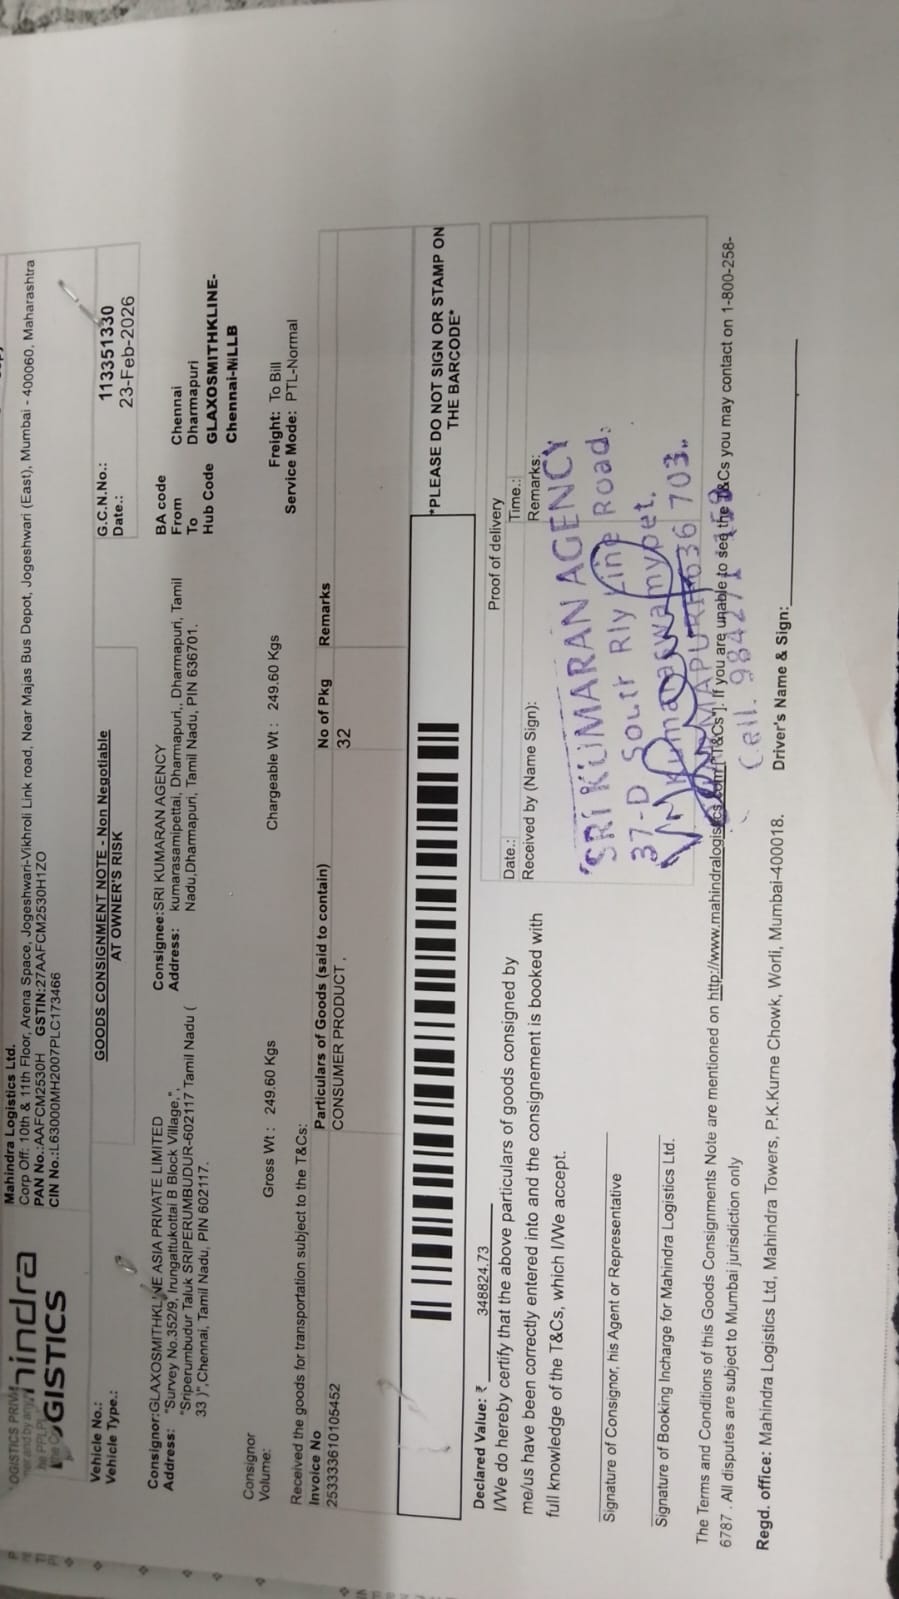 Mahindra Logistics Ltd.
Corp Off: 10th & 11th Floor, Arena Space, Jogeshwari-Vikhroli Link road, Near Majas Bus Depot, Jogeshwari (East), Mumbai - 400060, Maharashtra
PAN No.:AAFCM2530H GSTIN:27AAFCM2530H1ZO
CIN No.:L63000MH2007PLC173466
Vehicle No.:
Vehicle Type.:
GOODS CONSIGNMENT NOTE - Non Negotiable
AT OWNER'S RISK
G.C.N.No.: 113351330
Date.: 23-Feb-2026
Consignor:GLAXOSMITHKLINE ASIA PRIVATE LIMITED
Address: "Survey No.352/9, Irungattukottai B Block Village,",
"Sriperumbudur Taluk SRIPERUMBUDUR-602117 Tamil Nadu (
33 )",Chennai, Tamil Nadu, PIN 602117.
Consignee:SRI KUMARAN AGENCY
Address: kumarasamipettai, Dharmapuri,, Dharmapuri, Tamil
Nadu,Dharmapuri, Tamil Nadu, PIN 636701.
BA code
From Chennai
To Dharmapuri
Hub Code GLAXOSMITHKLINE-
Chennai-MLLB
Consignor
Volume:
Gross Wt : 249.60 Kgs
Chargeable Wt : 249.60 Kgs
Freight: To Bill
Service Mode: PTL-Normal
Received the goods for transportation subject to the T&Cs:
Invoice No Particulars of Goods (said to contain) No of Pkg Remarks
253333610105452 CONSUMER PRODUCT . 32
*PLEASE DO NOT SIGN OR STAMP ON
THE BARCODE*
Declared Value: ₹ 348824.73
I/We do hereby certify that the above particulars of goods consigned by
me/us have been correctly entered into and the consignement is booked with
full knowledge of the T&Cs, which I/We accept.
Signature of Consignor, his Agent or Representative
Signature of Booking Incharge for Mahindra Logistics Ltd.
Proof of delivery
Date.: Time.:
Received by (Name Sign): Remarks:
SRI KUMARAN AGENCY
37-D South Rly Line Road,
Kumaraswamypet,
636 703.
Cell. 98427
The Terms and Conditions of this Goods Consignments Note are mentioned on http://www.mahindralogistics.com ["T&Cs"]. If you are unable to see the T&Cs you may contact on 1-800-258-
6787 . All disputes are subject to Mumbai jurisdiction only
Driver's Name & Sign:
Regd. office: Mahindra Logistics Ltd, Mahindra Towers, P.K.Kurne Chowk, Worli, Mumbai-400018.